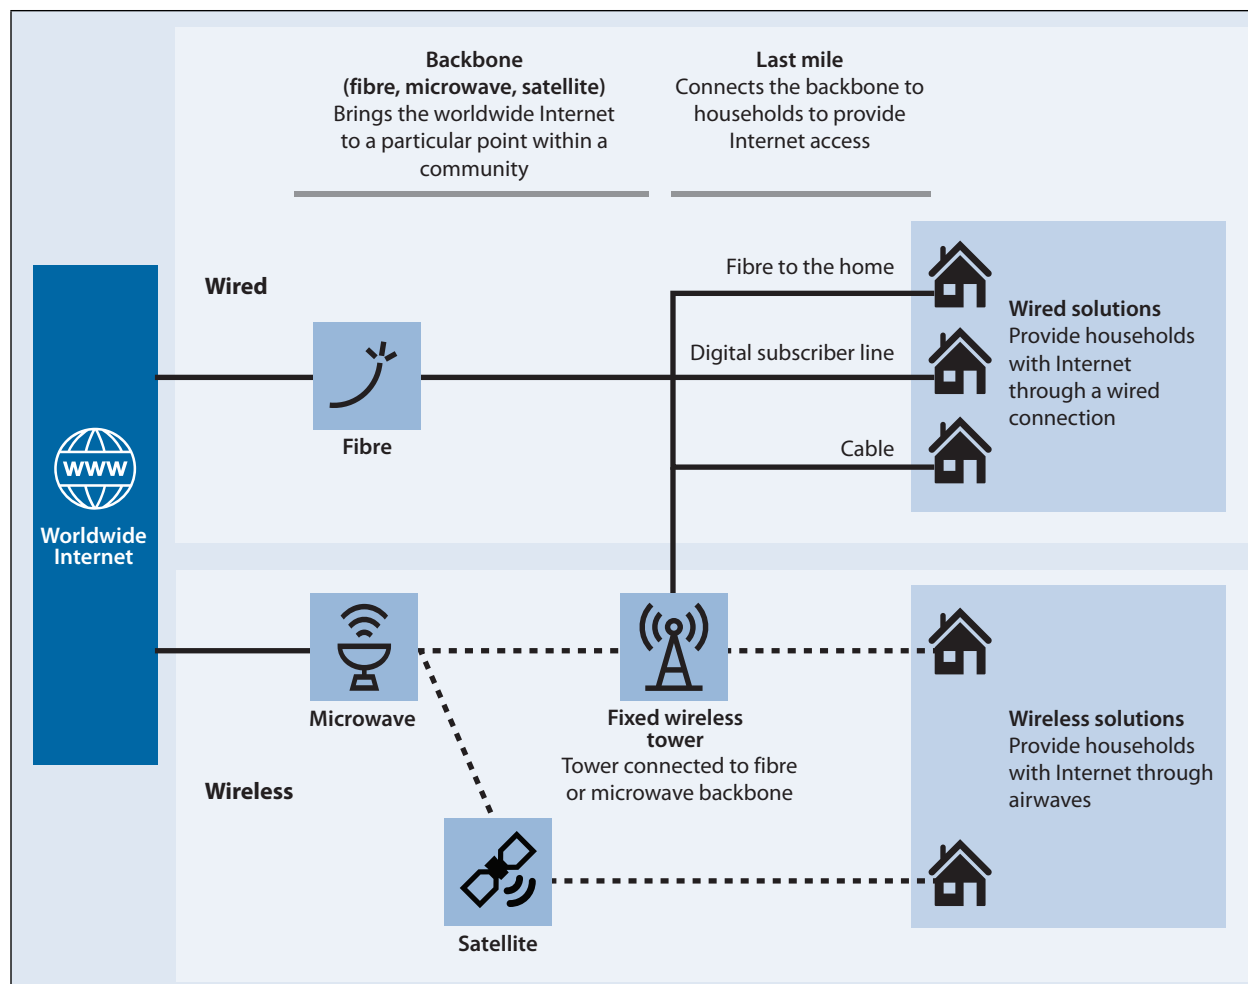 Backbone
(fibre, microwave, satellite)
Brings the worldwide Internet
to a particular point within a
community
Last mile
Connects the backbone to
households to provide
Internet access
Wired
Fibre to the home
Digital subscriber line
Cable
Fibre
Wired solutions
Provide households
with Internet
through a wired
connection
WWW
Worldwide
Internet
Microwave
Fixed wireless
tower
Tower connected to fibre
or microwave backbone
Wireless
Satellite
Wireless solutions
Provide households
with Internet through
airwaves